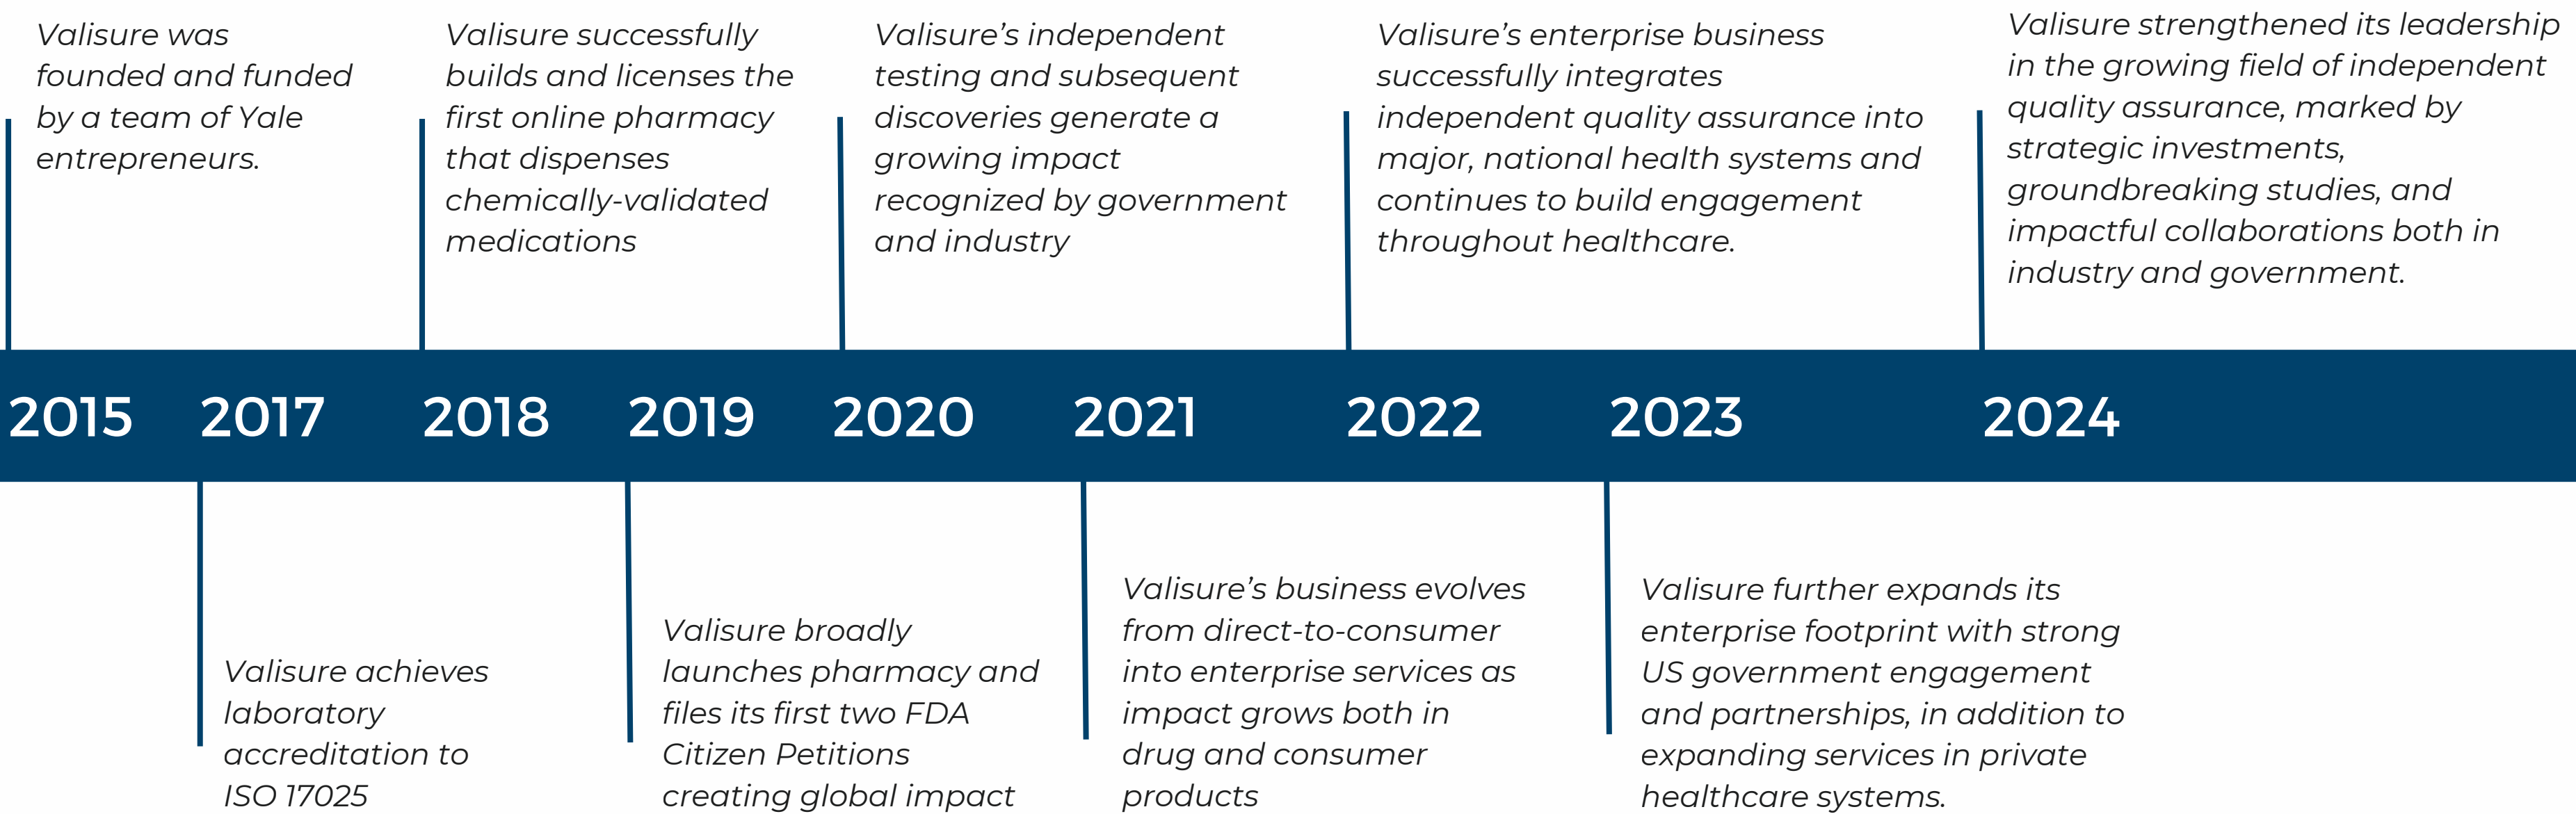 Valisure was
founded and funded
by a team of Yale
entrepreneurs.
Valisure successfully
builds and licenses the
first online pharmacy
that dispenses
chemically-validated
medications
Valisure’s independent
testing and subsequent
discoveries generate a
growing impact
recognized by government
and industry
Valisure’s enterprise business
successfully integrates
independent quality assurance into
major, national health systems and
continues to build engagement
throughout healthcare.
Valisure strengthened its leadership
in the growing field of independent
quality assurance, marked by
strategic investments,
groundbreaking studies, and
impactful collaborations both in
industry and government.
2015 2017 2018 2019 2020 2021 2022 2023 2024
Valisure achieves
laboratory
accreditation to
ISO 17025
Valisure broadly
launches pharmacy and
files its first two FDA
Citizen Petitions
creating global impact
Valisure’s business evolves
from direct-to-consumer
into enterprise services as
impact grows both in
drug and consumer
products
Valisure further expands its
enterprise footprint with strong
US government engagement
and partnerships, in addition to
expanding services in private
healthcare systems.